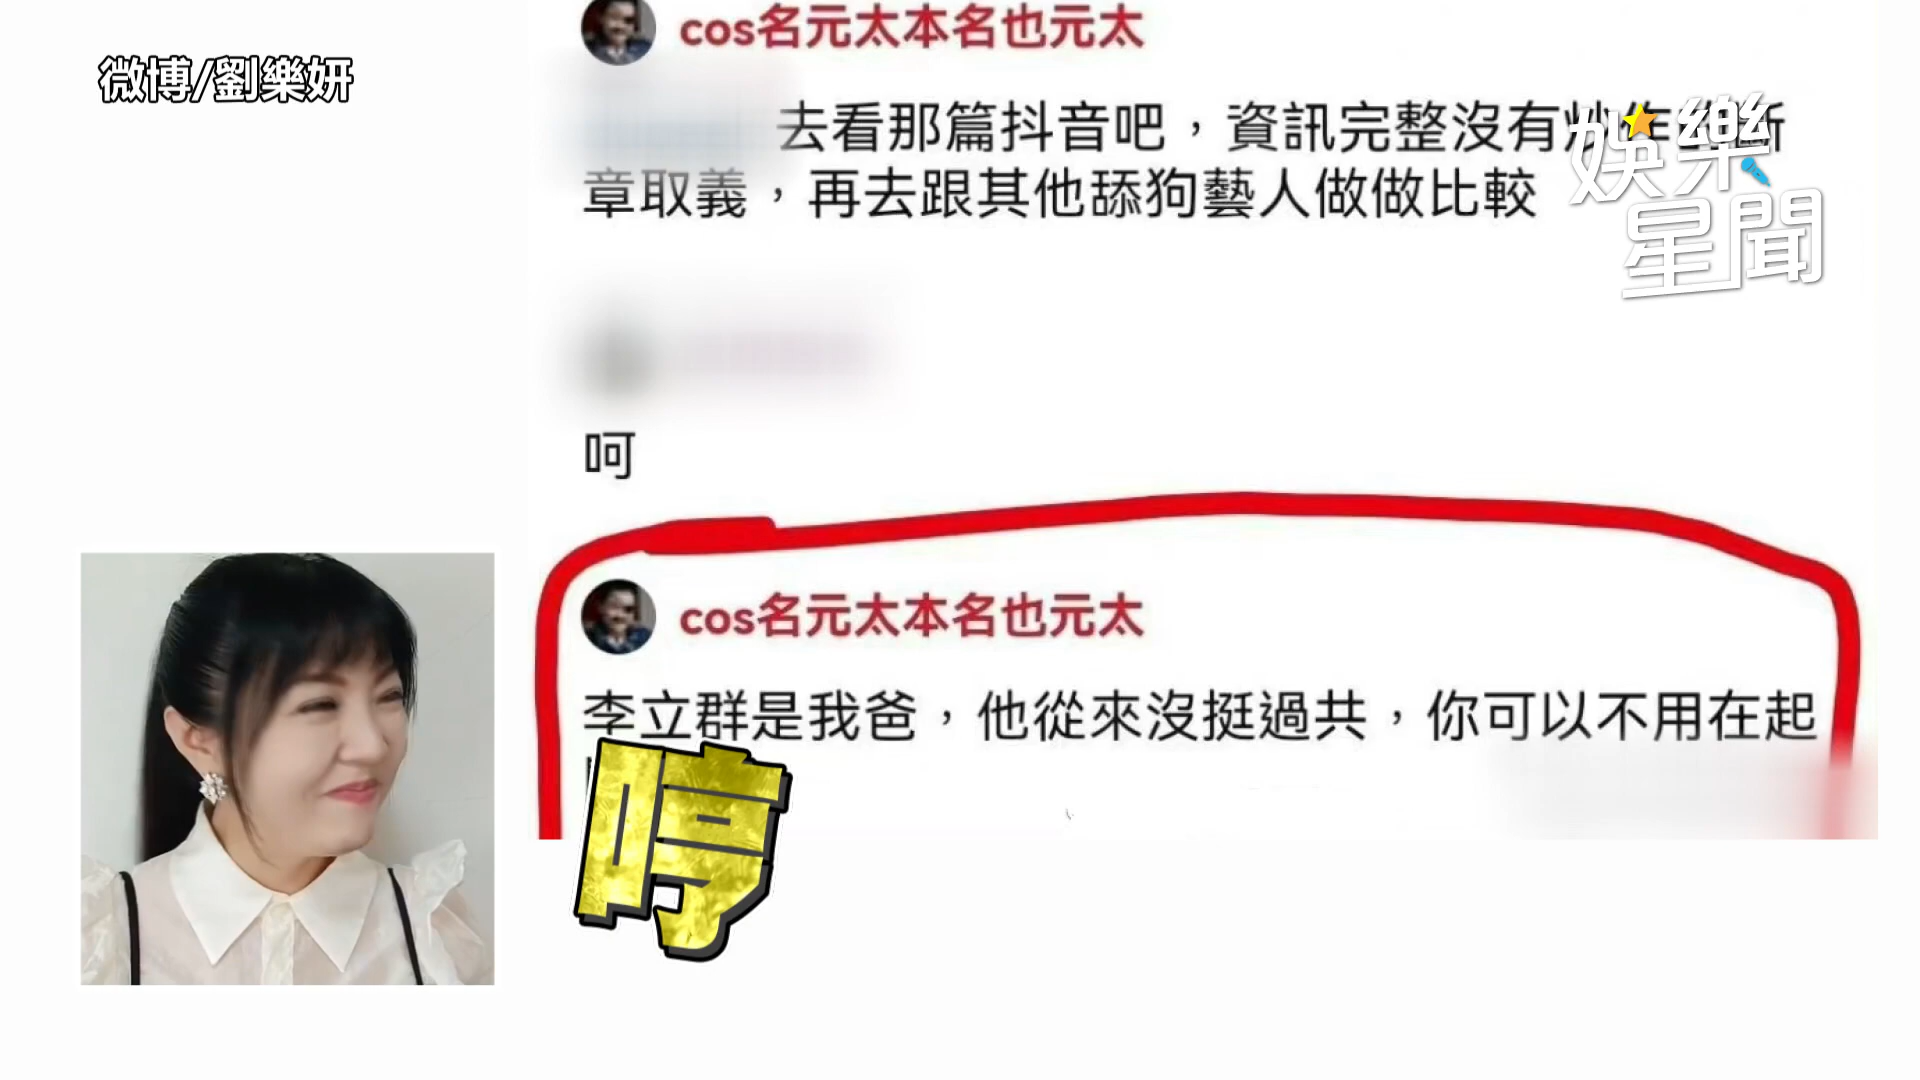 微博/劉樂妍
cos名元太本名也元太
去看那篇抖音吧，資訊完整沒有炒作
章取義，再去跟其他舔狗藝人做做比較
娛樂
星聞
呵
cos名元太本名也元太
李立群是我爸，他從來沒挺過共，你可以不用在起
哼